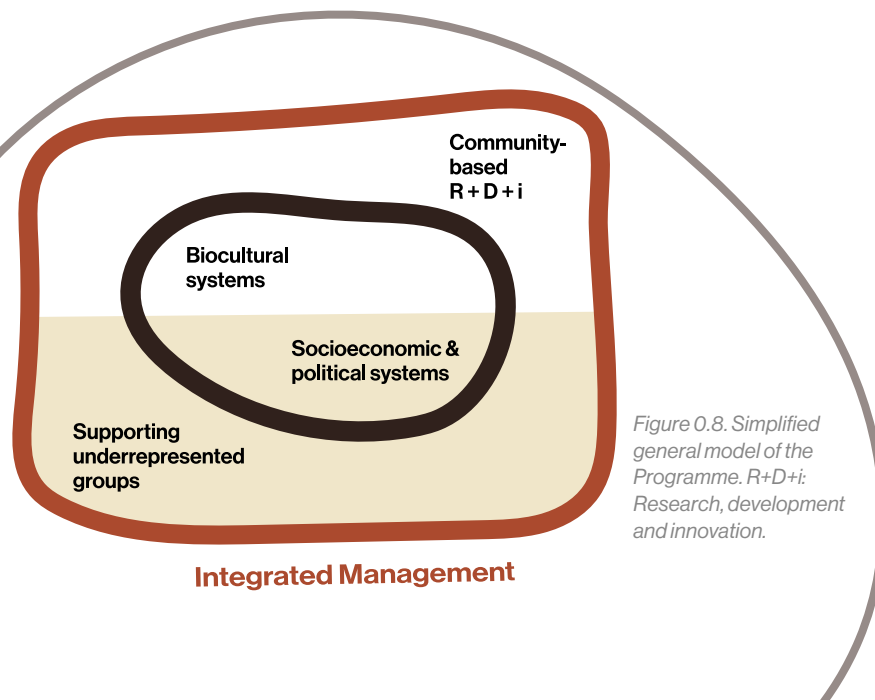 Community-
based
R + D + i
Biocultural
systems
Socioeconomic &
political systems
Supporting
underrepresented
groups
Integrated Management
Figure 0.8. Simplified
general model of the
Programme. R+D+i:
Research, development
and innovation.